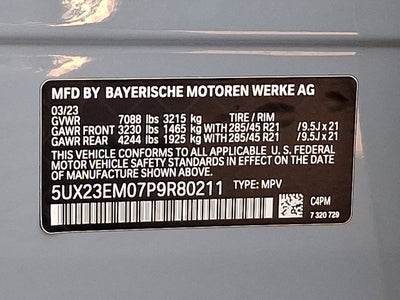 MFD BY BAYERISCHE MOTOREN WERKE AG
03/23
GVWR 7088 lbs 3215 kg TIRE / RIM
GAWR FRONT 3230 lbs 1465 kg WITH 285/45 R21 / 9.5J x 21
GAWR REAR 4244 lbs 1925 kg WITH 285/45 R21 / 9.5J x 21
THIS VEHICLE CONFORMS TO ALL APPLICABLE U.S. FEDERAL
MOTOR VEHICLE SAFETY STANDARDS IN EFFECT ON THE DATE OF
MANUFACTURE SHOWN ABOVE.
5UX23EM07P9R80211 TYPE: MPV
C4PM
7 320 729